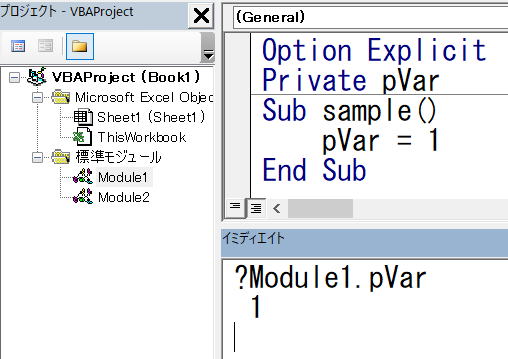 プロジェクト - VBAProject
VBAProject (Book1)
Microsoft Excel Objec
Sheet1 (Sheet1)
ThisWorkbook
標準モジュール
Module1
Module2
(General)
Option Explicit
Private pVar
Sub sample()
pVar = 1
End Sub
イミディエイト
?Module1.pVar
1